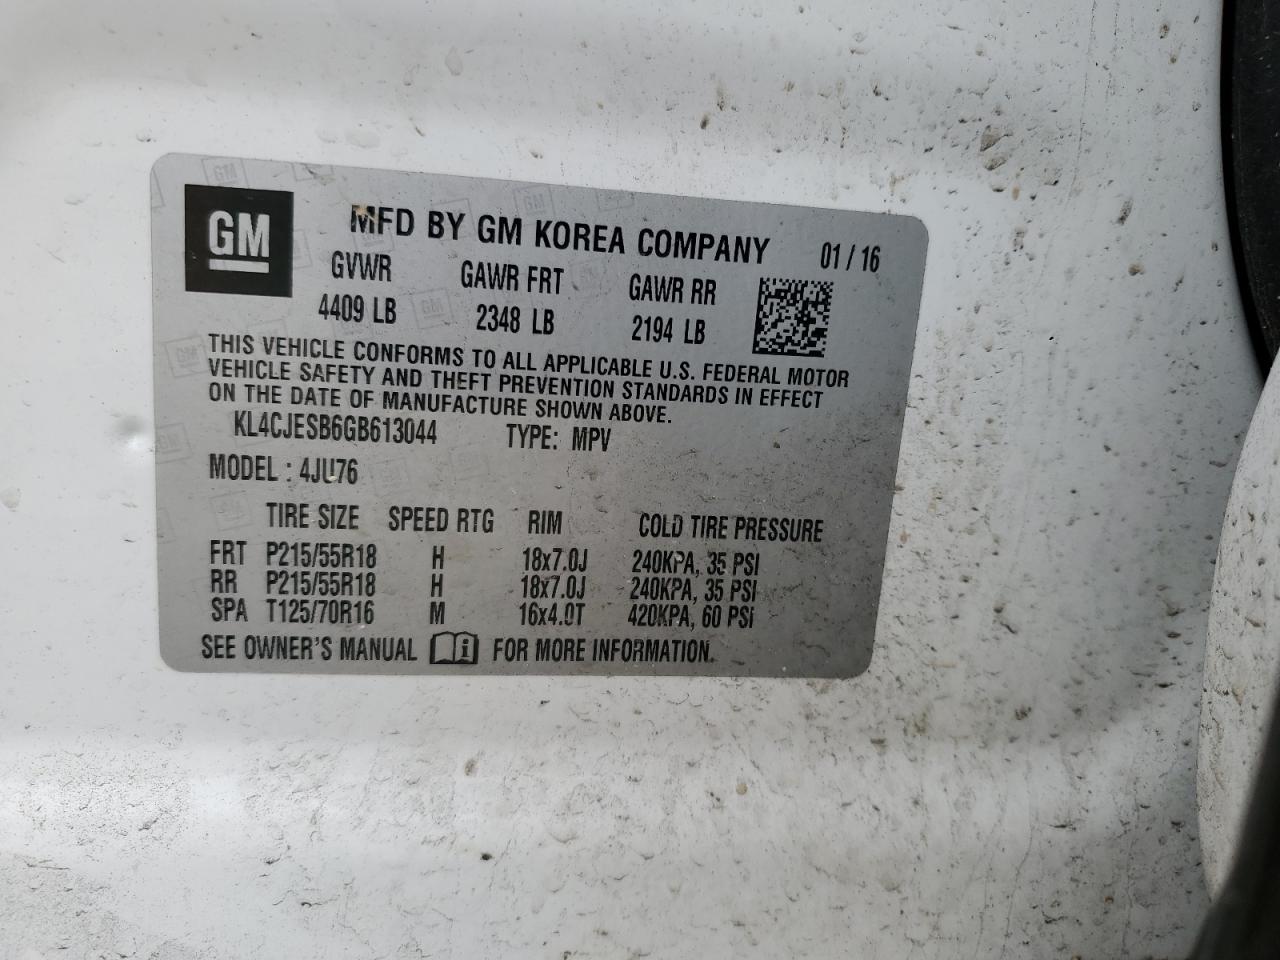 GM
MFD BY GM KOREA COMPANY 01 / 16
GVWR GAWR FRT GAWR RR
4409 LB 2348 LB 2194 LB
THIS VEHICLE CONFORMS TO ALL APPLICABLE U.S. FEDERAL MOTOR
VEHICLE SAFETY AND THEFT PREVENTION STANDARDS IN EFFECT
ON THE DATE OF MANUFACTURE SHOWN ABOVE.
KL4CJESB6GB613044 TYPE: MPV
MODEL : 4JU76
TIRE SIZE SPEED RTG RIM COLD TIRE PRESSURE
FRT P215/55R18 H 18x7.0J 240KPA, 35 PSI
RR P215/55R18 H 18x7.0J 240KPA, 35 PSI
SPA T125/70R16 M 16x4.0T 420KPA, 60 PSI
SEE OWNER'S MANUAL i FOR MORE INFORMATION.